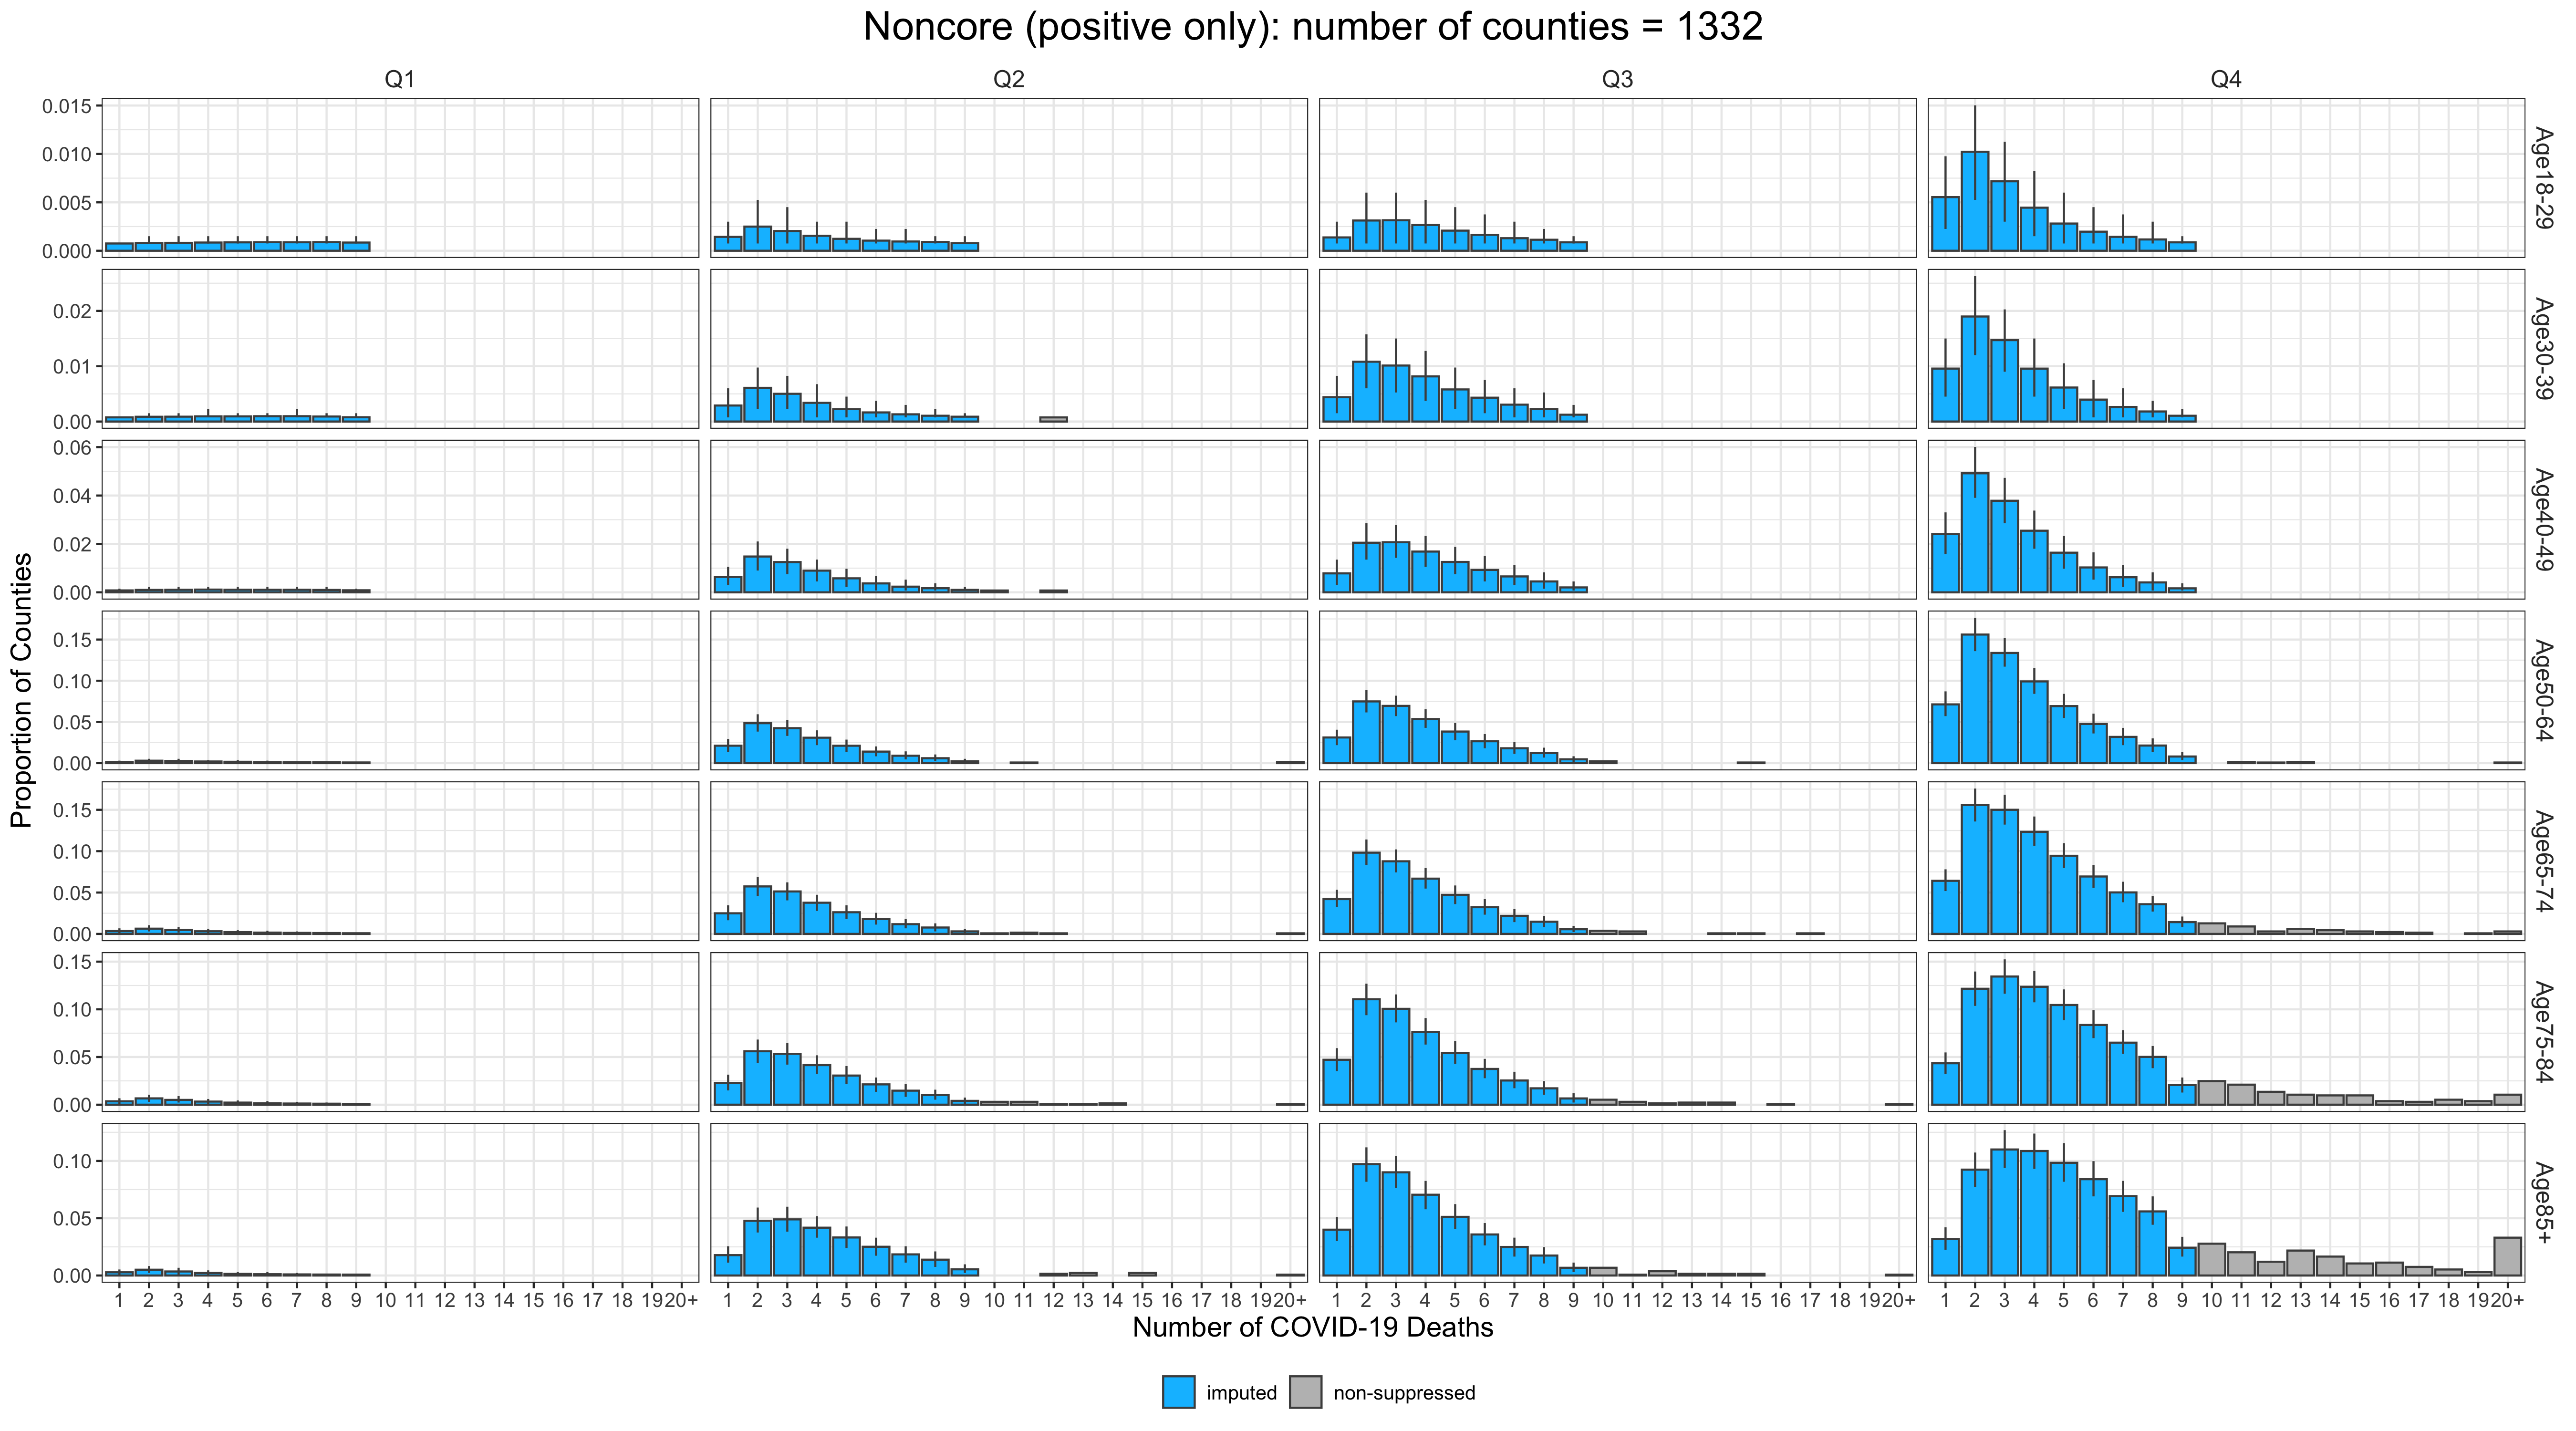 Noncore (positive only): number of counties = 1332
Q1 Q2 Q3 Q4
0.015
0.010
0.005
0.000
Age18-29
0.02
0.01
0.00
Age30-39
0.06
0.04
0.02
0.00
Age40-49
0.15
0.10
0.05
0.00
Age50-64
0.15
0.10
0.05
0.00
Age65-74
0.15
0.10
0.05
0.00
Age75-84
0.10
0.05
0.00
Age85+
Proportion of Counties
1 2 3 4 5 6 7 8 9 10 11 12 13 14 15 16 17 18 19 20+ 1 2 3 4 5 6 7 8 9 10 11 12 13 14 15 16 17 18 19 20+ 1 2 3 4 5 6 7 8 9 10 11 12 13 14 15 16 17 18 19 20+ 1 2 3 4 5 6 7 8 9 10 11 12 13 14 15 16 17 18 19 20+
Number of COVID-19 Deaths
imputed non-suppressed